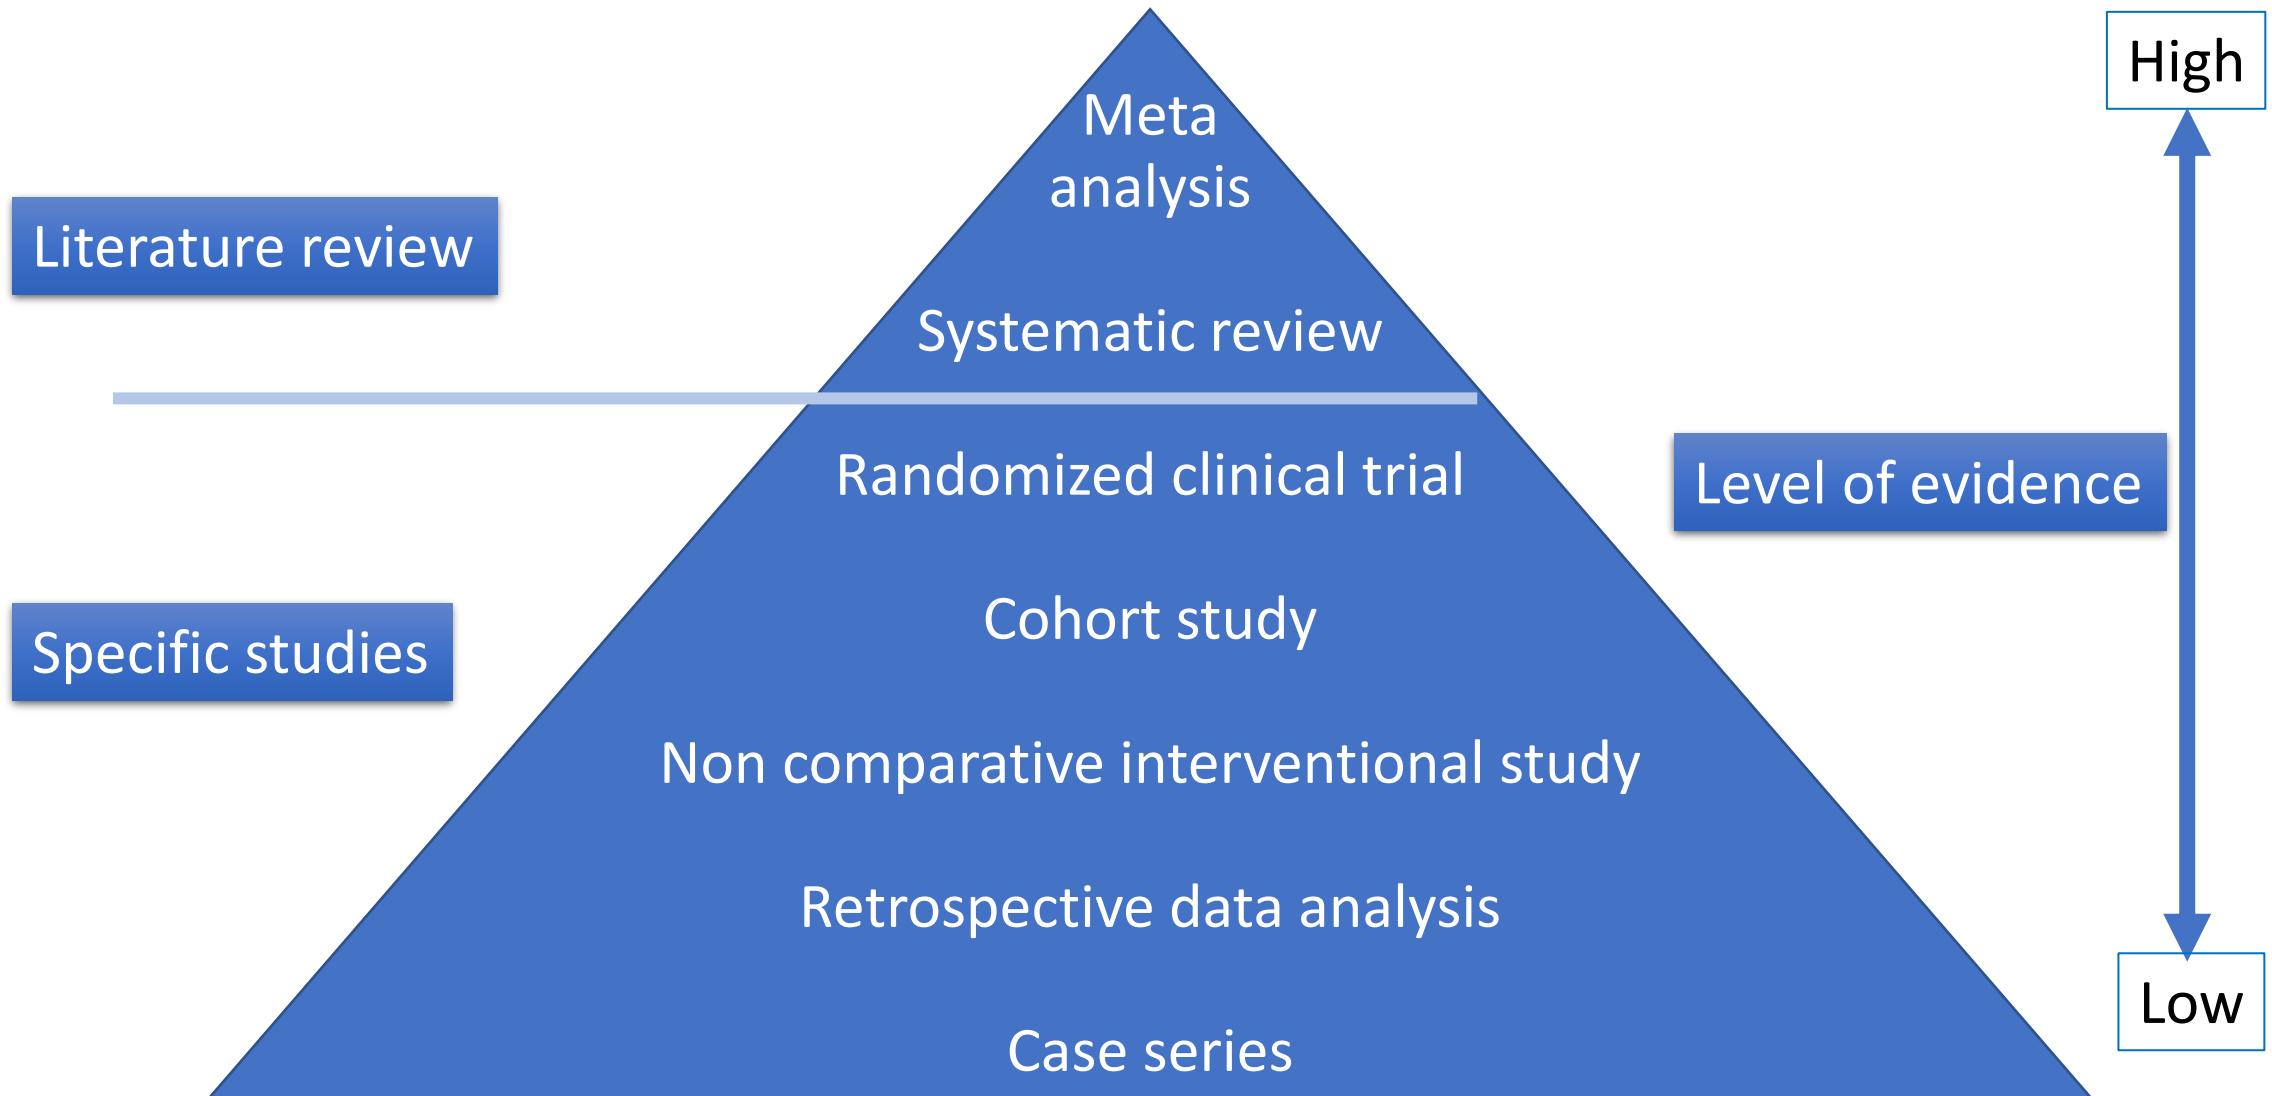 Meta
analysis
Systematic review
Randomized clinical trial
Cohort study
Non comparative interventional study
Retrospective data analysis
Case series
Literature review
Specific studies
High
Level of evidence
Low